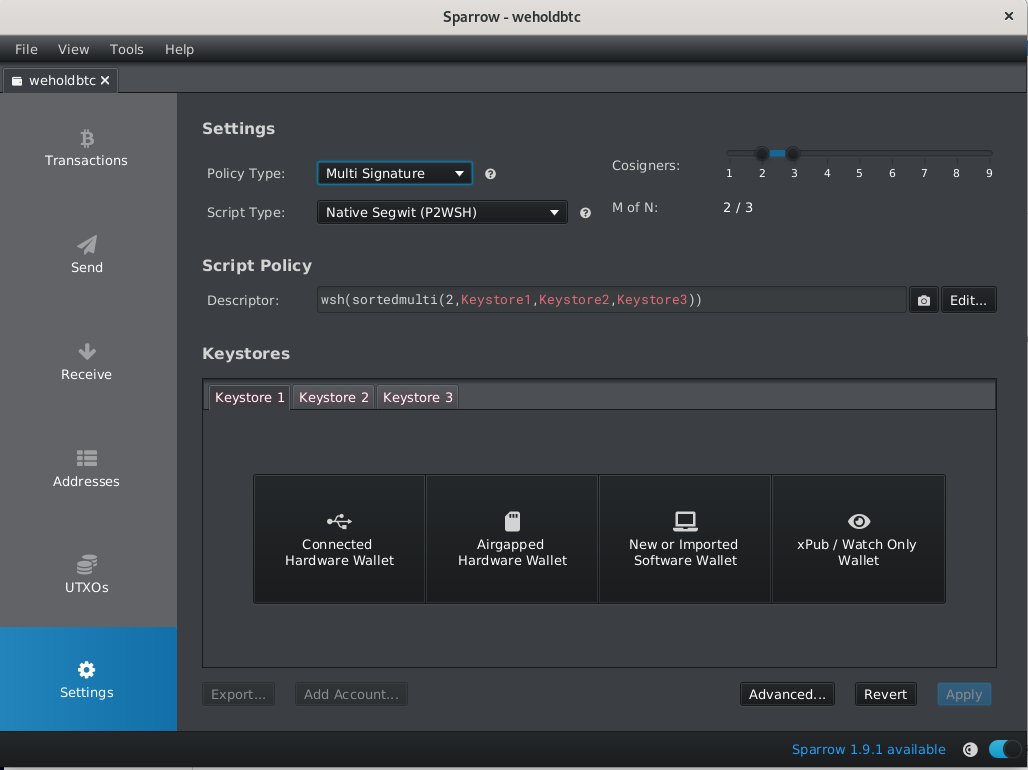 Sparrow - weholdbtc
File View Tools Help
weholdbtc
Transactions
Send
Receive
Addresses
UTXOs
Settings
Settings
Policy Type: Multi Signature
Script Type: Native Segwit (P2WSH)
Cosigners:
1 2 3 4 5 6 7 8 9
M of N: 2 / 3
Script Policy
Descriptor: wsh(sortedmulti(2,Keystore1,Keystore2,Keystore3)) Edit...
Keystores
Keystore 1 Keystore 2 Keystore 3
Connected
Hardware Wallet
Airgapped
Hardware Wallet
New or Imported
Software Wallet
xPub / Watch Only
Wallet
Export... Add Account... Advanced... Revert Apply
Sparrow 1.9.1 available